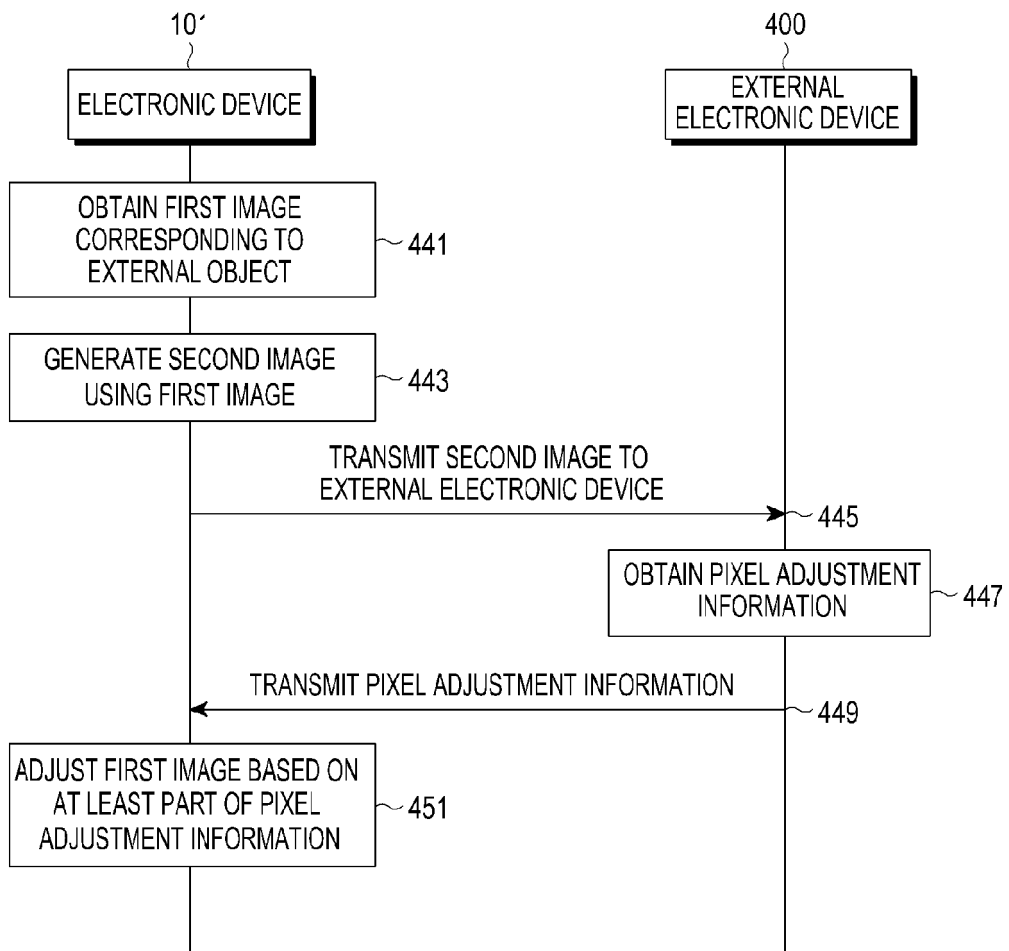 10´
400
ELECTRONIC DEVICE
EXTERNAL
ELECTRONIC DEVICE
OBTAIN FIRST IMAGE
CORRESPONDING TO
EXTERNAL OBJECT
441
GENERATE SECOND IMAGE
USING FIRST IMAGE
443
TRANSMIT SECOND IMAGE TO
EXTERNAL ELECTRONIC DEVICE
445
OBTAIN PIXEL ADJUSTMENT
INFORMATION
447
TRANSMIT PIXEL ADJUSTMENT INFORMATION
449
ADJUST FIRST IMAGE BASED ON
AT LEAST PART OF PIXEL
ADJUSTMENT INFORMATION
451